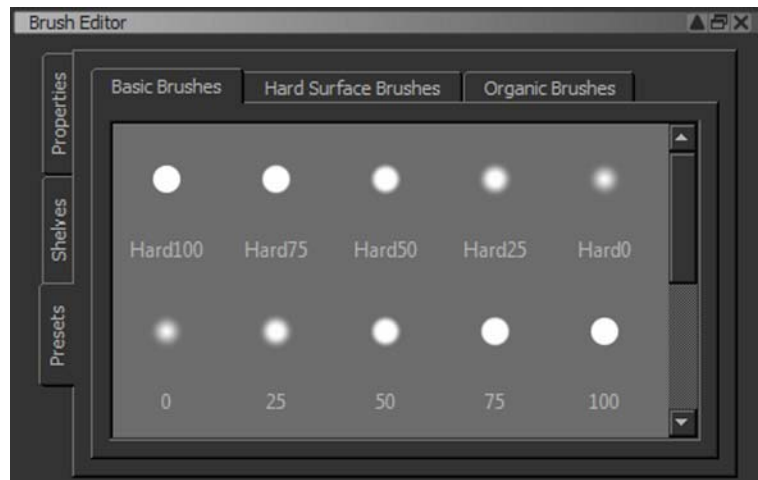 Brush Editor
Properties
Shelves
Presets
Basic Brushes Hard Surface Brushes Organic Brushes
Hard100 Hard75 Hard50 Hard25 Hard0
0 25 50 75 100